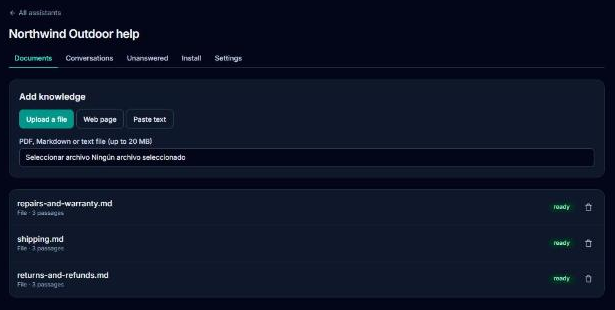 ← All assistants
Northwind Outdoor help
Documents Conversations Unanswered Install Settings
Add knowledge
Upload a file Web page Paste text
PDF, Markdown or text file (up to 20 MB)
Seleccionar archivo Ningún archivo seleccionado
repairs-and-warranty.md
File · 3 passages
ready
shipping.md
File · 3 passages
ready
returns-and-refunds.md
File · 3 passages
ready